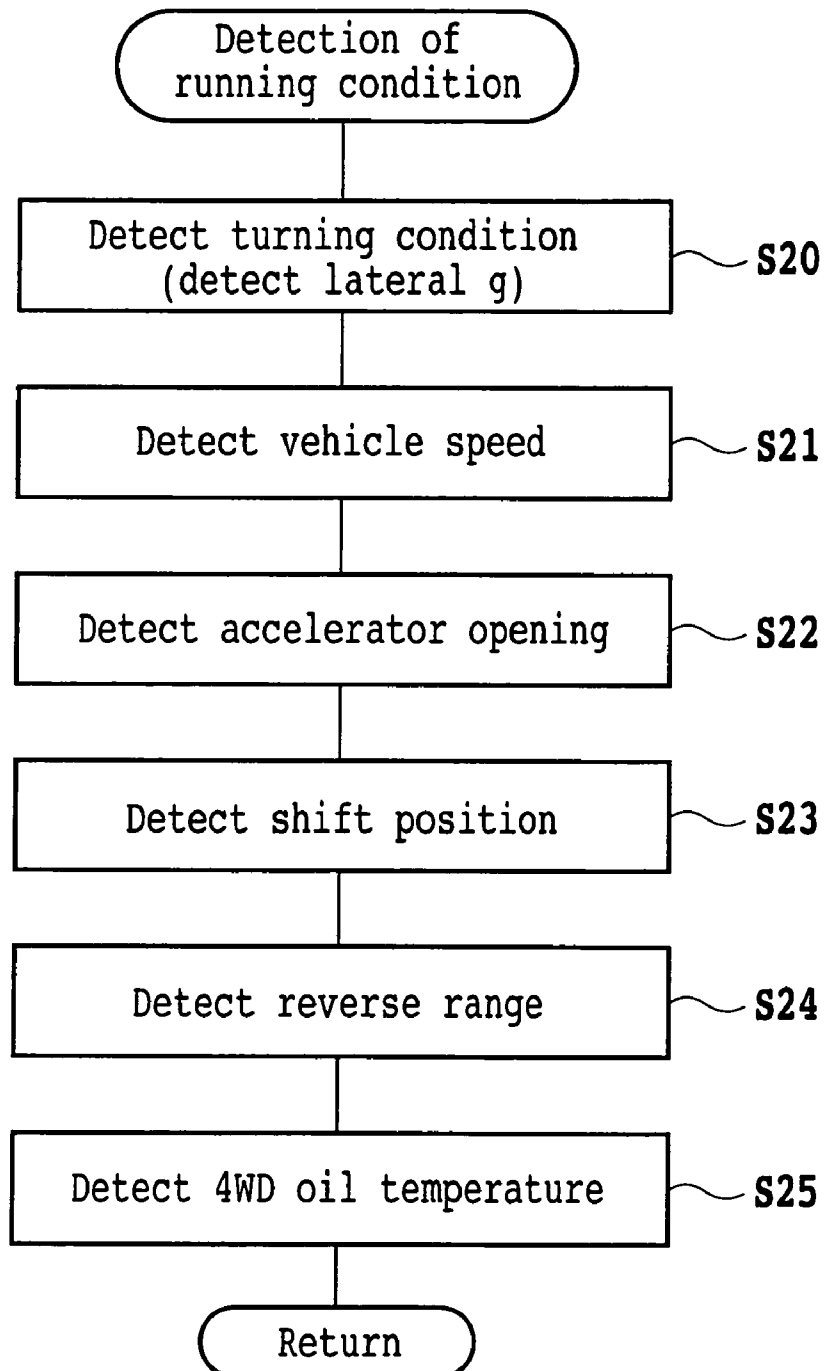 Detection of
running condition
Detect turning condition
(detect lateral g)
S20
Detect vehicle speed
S21
Detect accelerator opening
S22
Detect shift position
S23
Detect reverse range
S24
Detect 4WD oil temperature
S25
Return